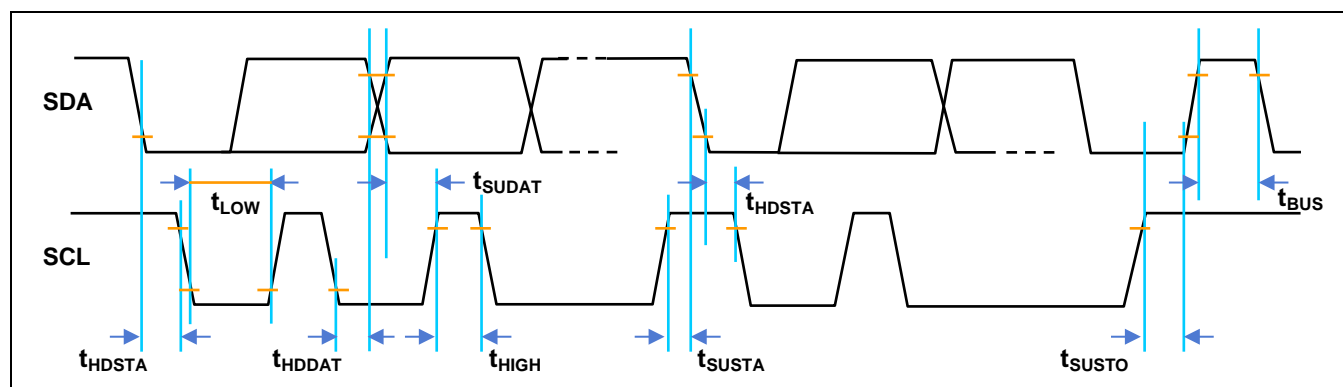 SDA
tSUDAT
tLOW
tHDSTA
tBUS
SCL
tHDSTA
tHDDAT
tHIGH
tSUSTA
tSUSTO